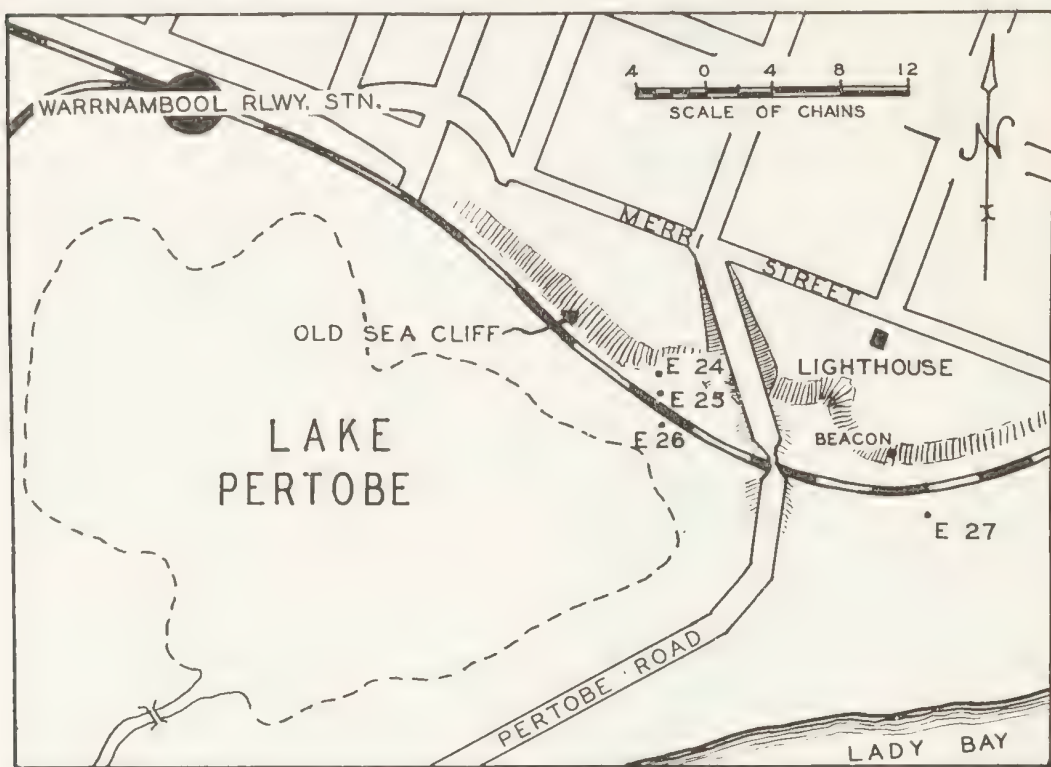 4 0 4 8 12
SCALE OF CHAINS
WARRNAMBOOL RLWY. STN.
N
MERRI
STREET
OLD SEA CLIFF
E 24
LIGHTHOUSE
E 25
E 26
BEACON
LAKE
PERTOBE
E 27
PERTOBE · ROAD
LADY BAY